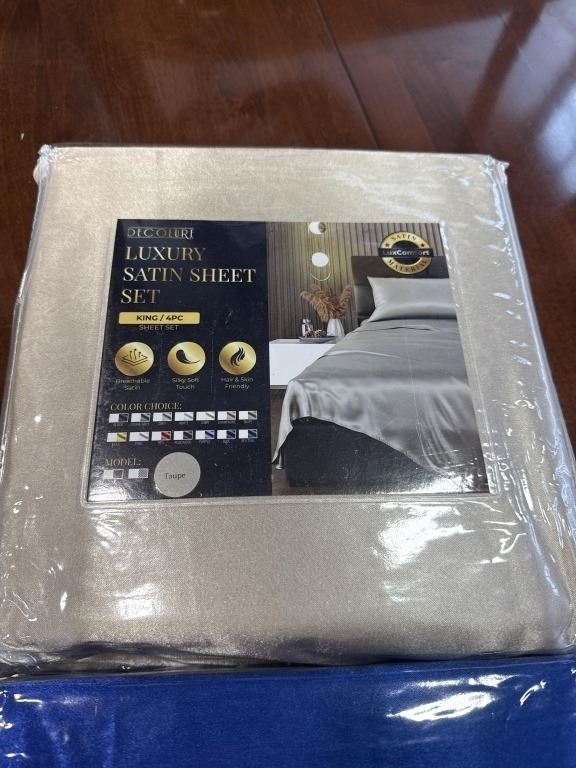 DECOLURE
LUXURY
SATIN SHEET
SET
KING / 4PC
SHEET SET
Breathable
Satin
Silky Soft
Touch
Hair & Skin
Friendly
COLOR CHOICE:
MODEL:
Taupe
SATIN
LuxComfort
MATERIAL